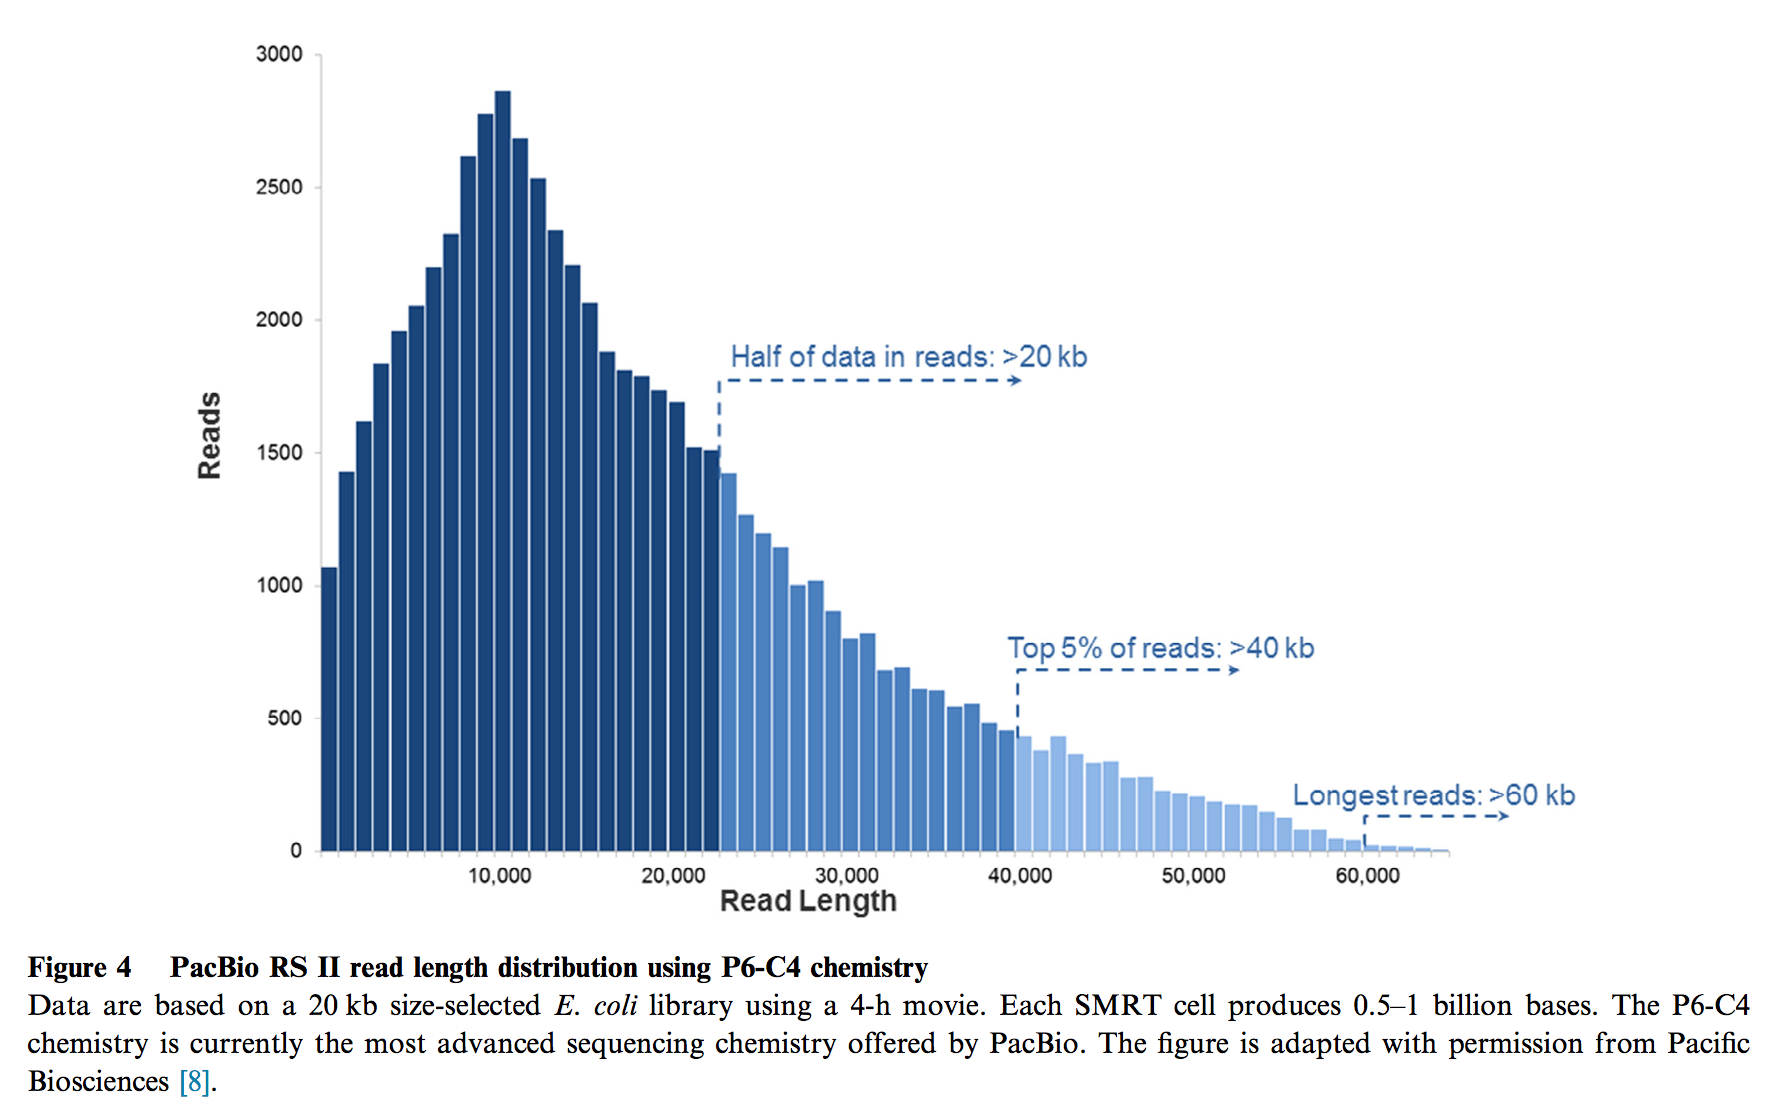 3000
2500
2000
1500
1000
500
0
Reads
Half of data in reads: >20 kb
Top 5% of reads: >40 kb
Longest reads: >60 kb
10,000 20,000 30,000 40,000 50,000 60,000
Read Length
Figure 4 PacBio RS II read length distribution using P6-C4 chemistry
Data are based on a 20 kb size-selected E. coli library using a 4-h movie. Each SMRT cell produces 0.5–1 billion bases. The P6-C4
chemistry is currently the most advanced sequencing chemistry offered by PacBio. The figure is adapted with permission from Pacific
Biosciences [8].